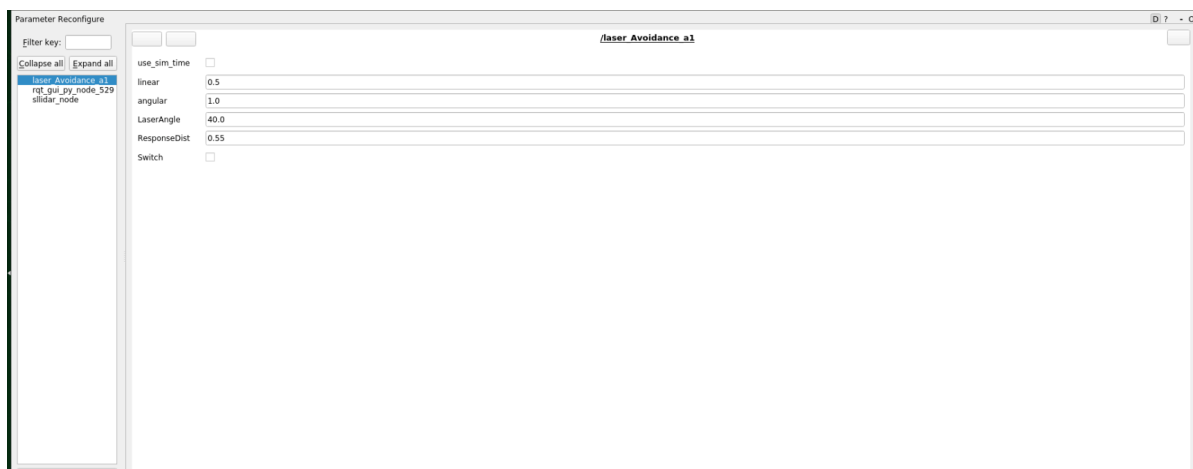 Parameter Reconfigure
D ? - O
Filter key:
Collapse all Expand all
laser_Avoidance_a1
rqt_gui_py_node_529
sllidar_node
/laser_Avoidance_a1
use_sim_time
linear 0.5
angular 1.0
LaserAngle 40.0
ResponseDist 0.55
Switch